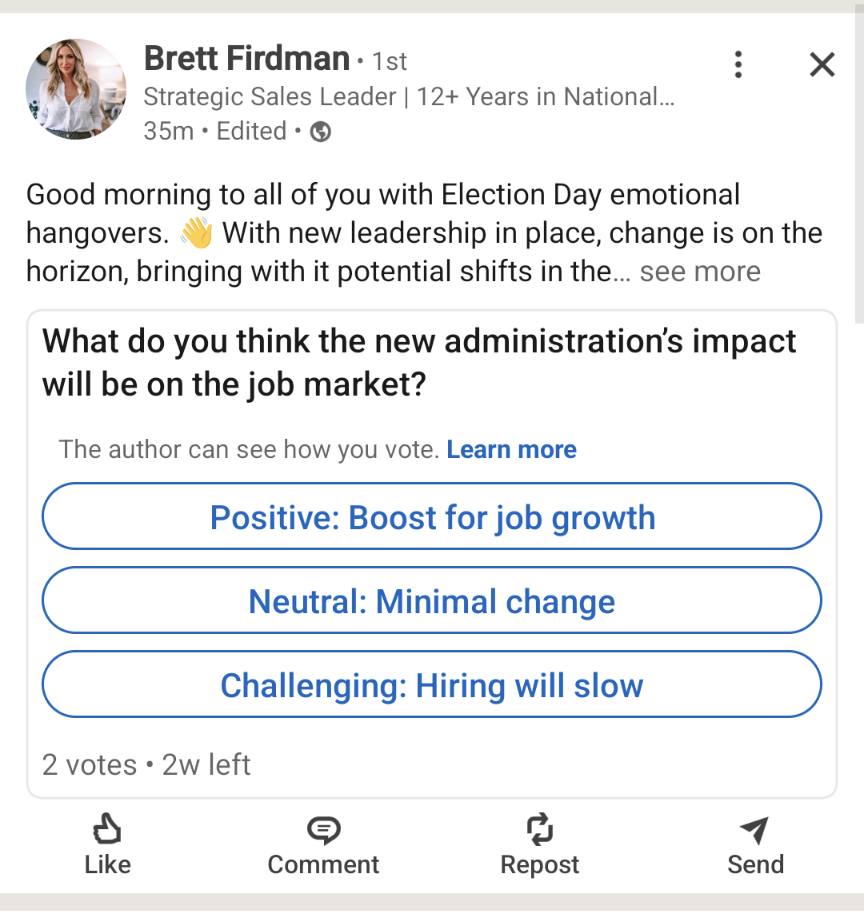 Brett Firdman • 1st
Strategic Sales Leader | 12+ Years in National...
35m • Edited •
Good morning to all of you with Election Day emotional
hangovers. 👋 With new leadership in place, change is on the
horizon, bringing with it potential shifts in the... see more
What do you think the new administration’s impact
will be on the job market?
The author can see how you vote. Learn more
Positive: Boost for job growth
Neutral: Minimal change
Challenging: Hiring will slow
2 votes • 2w left
Like Comment Repost Send